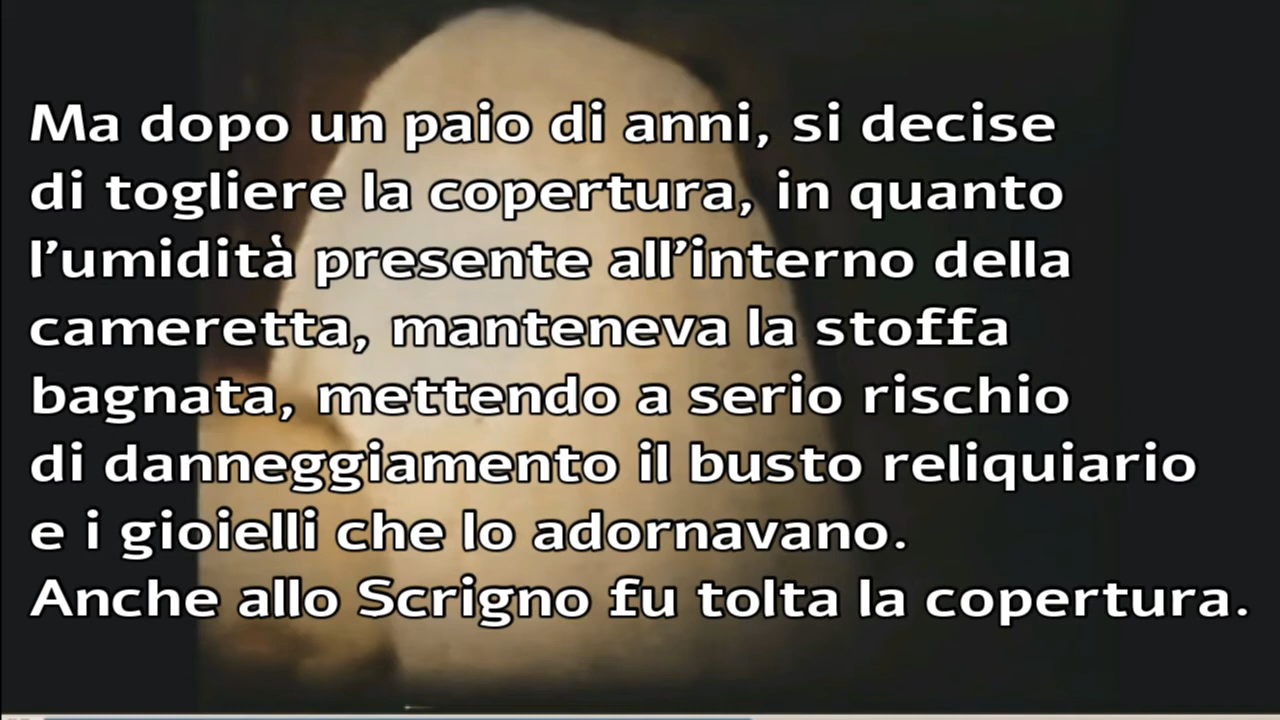 Ma dopo un paio di anni, si decise
di togliere la copertura, in quanto
l’umidità presente all’interno della
cameretta, manteneva la stoffa
bagnata, mettendo a serio rischio
di danneggiamento il busto reliquiario
e i gioielli che lo adornavano.
Anche allo Scrigno fu tolta la copertura.